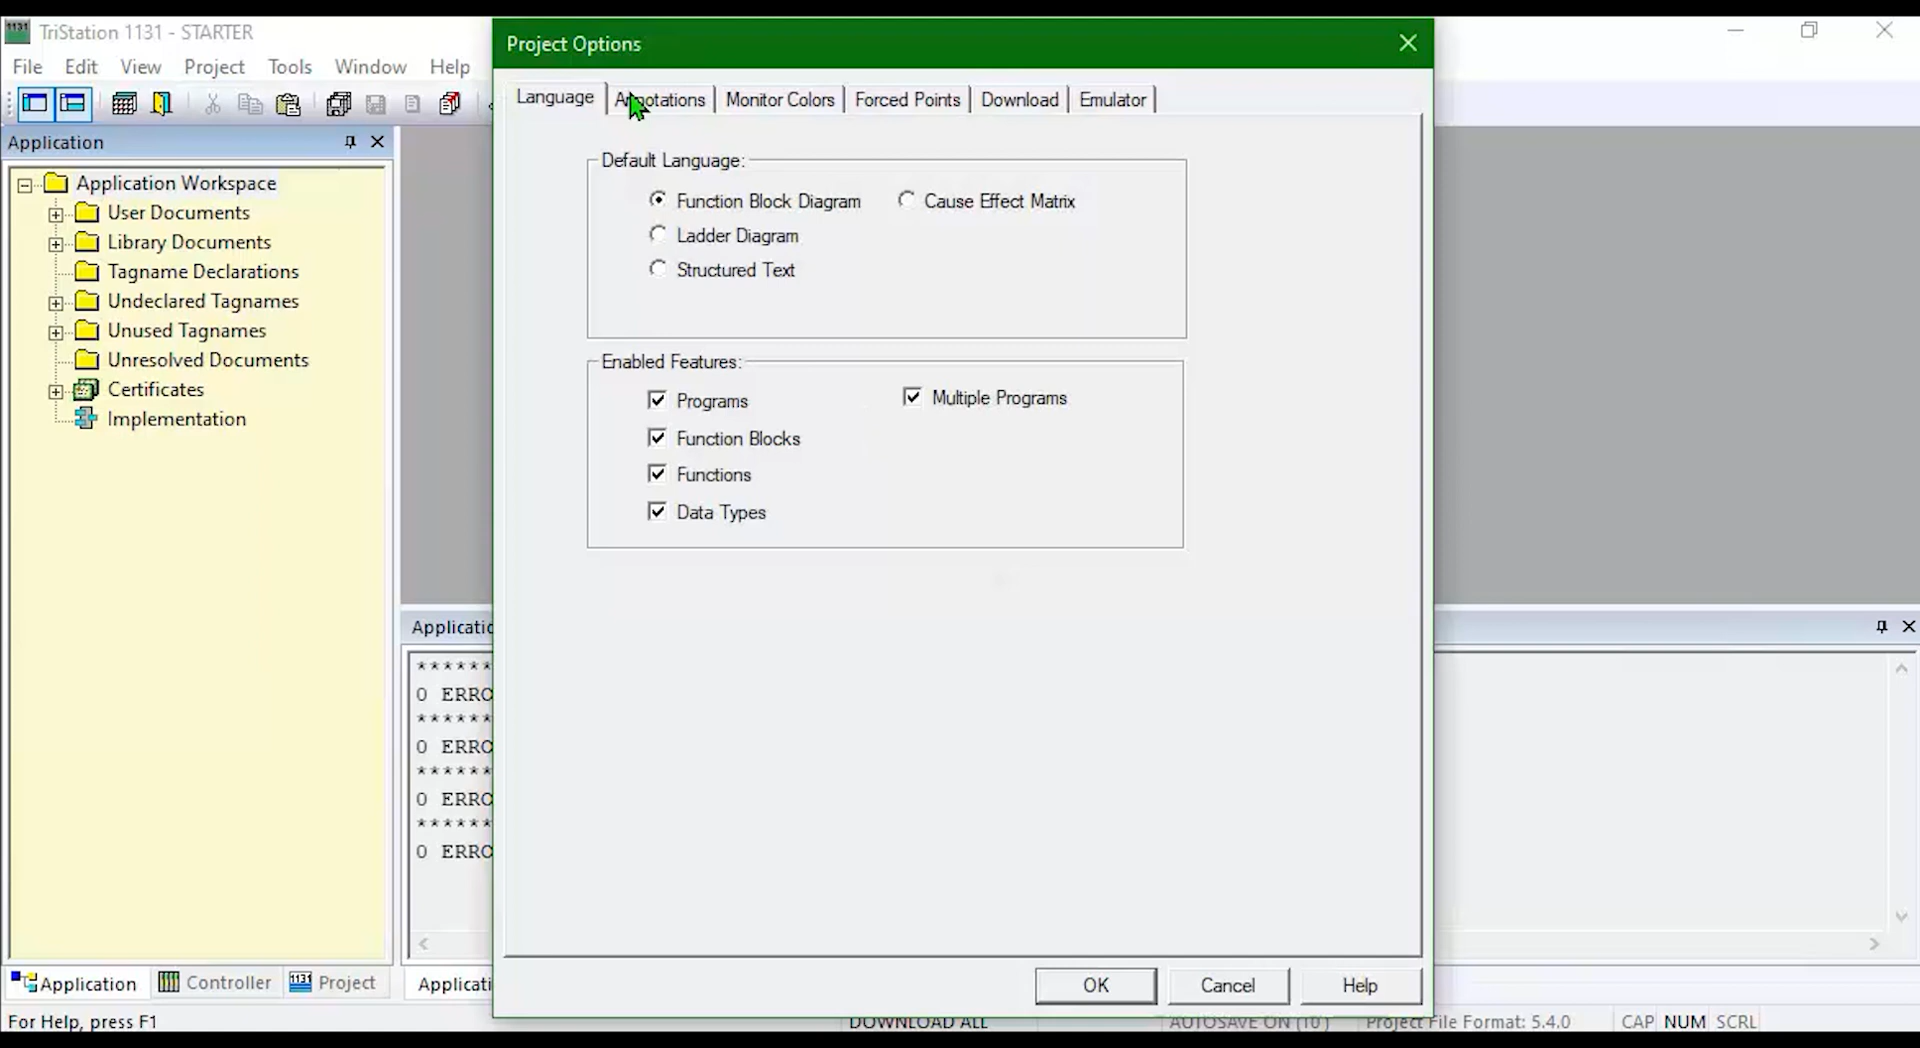 TriStation 1131 - STARTER
File Edit View Project Tools Window Help
Application
Application Workspace
User Documents
Library Documents
Tagname Declarations
Undeclared Tagnames
Unused Tagnames
Unresolved Documents
Certificates
Implementation
Application Controller Project
For Help, press F1
Project Options
Language Annotations Monitor Colors Forced Points Download Emulator
Default Language:
Function Block Diagram Cause Effect Matrix
Ladder Diagram
Structured Text
Enabled Features:
Programs Multiple Programs
Function Blocks
Functions
Data Types
OK Cancel Help
Applicatio
******
0 ERRO
******
0 ERRO
******
0 ERRO
******
0 ERRO
Applicati
DOWNLOAD ALL AUTOSAVE ON (10') Project File Format: 5.4.0 CAP NUM SCRL